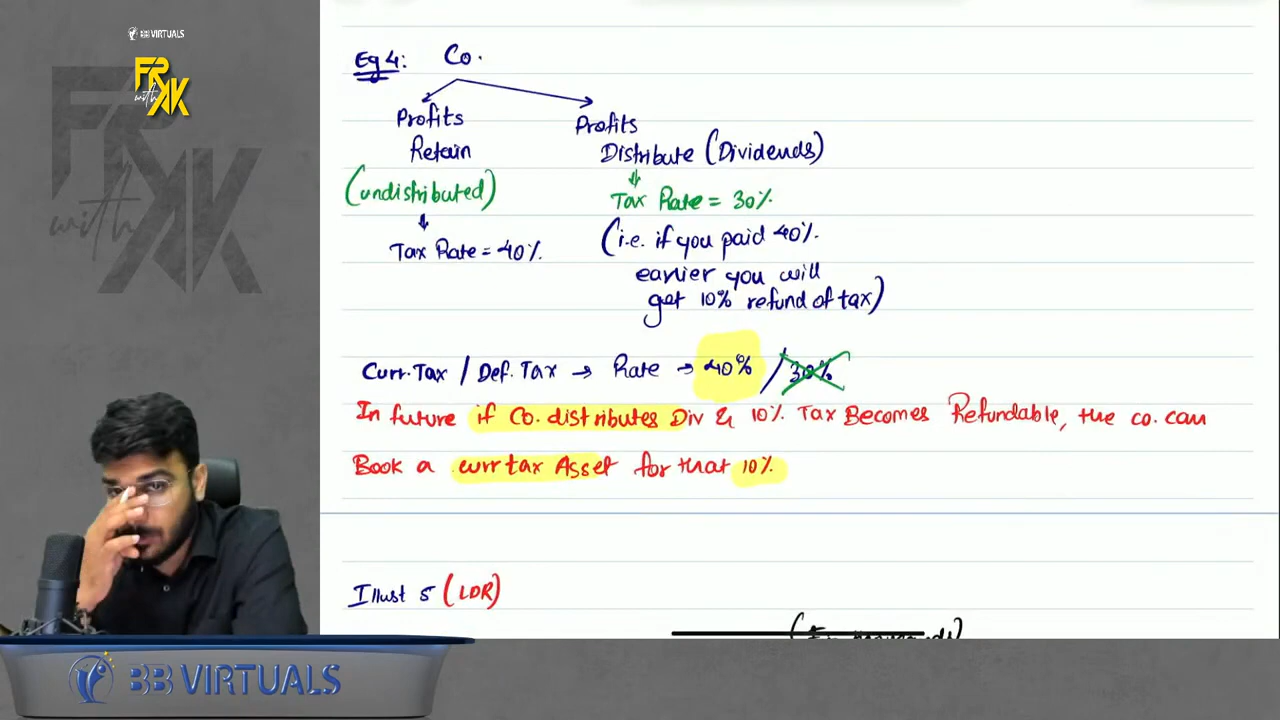 BB VIRTUALS
FR
with
AK
FR
with
AK
Eg 4: Co.
Profits Profits
Retain Distribute (Dividends)
(undistributed) Tax Rate = 30%
Tax Rate = 40% (i.e. if you paid 40%
earlier you will
get 10% refund of tax)
Curr.Tax / Def.Tax → Rate → 40% / 30%
In future if Co. distributes Div & 10% Tax Becomes Refundable, the co. can
Book a curr tax Asset for that 10%
Illust 5 (LDR)
BB VIRTUALS